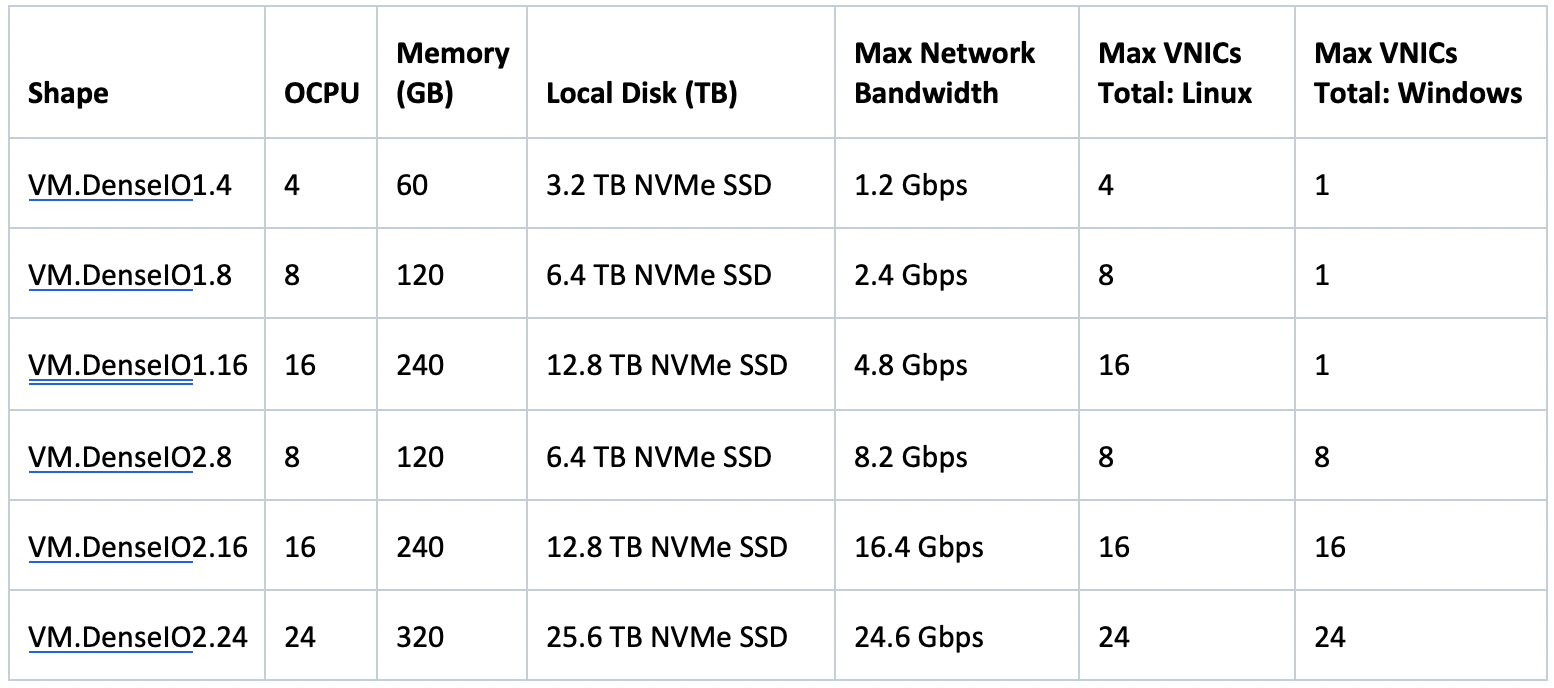 Shape OCPU Memory (GB) Local Disk (TB) Max Network Bandwidth Max VNICs Total: Linux Max VNICs Total: Windows
VM.DenseIO1.4 4 60 3.2 TB NVMe SSD 1.2 Gbps 4 1
VM.DenseIO1.8 8 120 6.4 TB NVMe SSD 2.4 Gbps 8 1
VM.DenseIO1.16 16 240 12.8 TB NVMe SSD 4.8 Gbps 16 1
VM.DenseIO2.8 8 120 6.4 TB NVMe SSD 8.2 Gbps 8 8
VM.DenseIO2.16 16 240 12.8 TB NVMe SSD 16.4 Gbps 16 16
VM.DenseIO2.24 24 320 25.6 TB NVMe SSD 24.6 Gbps 24 24